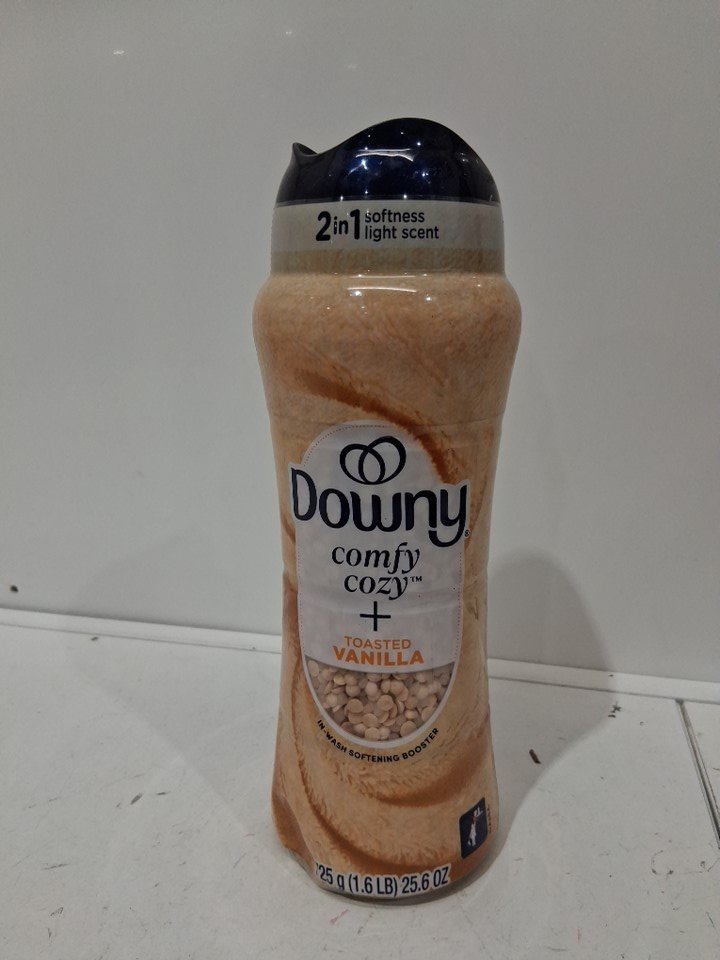 2in1 softness
light scent
Downy®
comfy
cozy™
+
TOASTED
VANILLA
IN-WASH SOFTENING BOOSTER
25 g (1.6 LB) 25.6 OZ